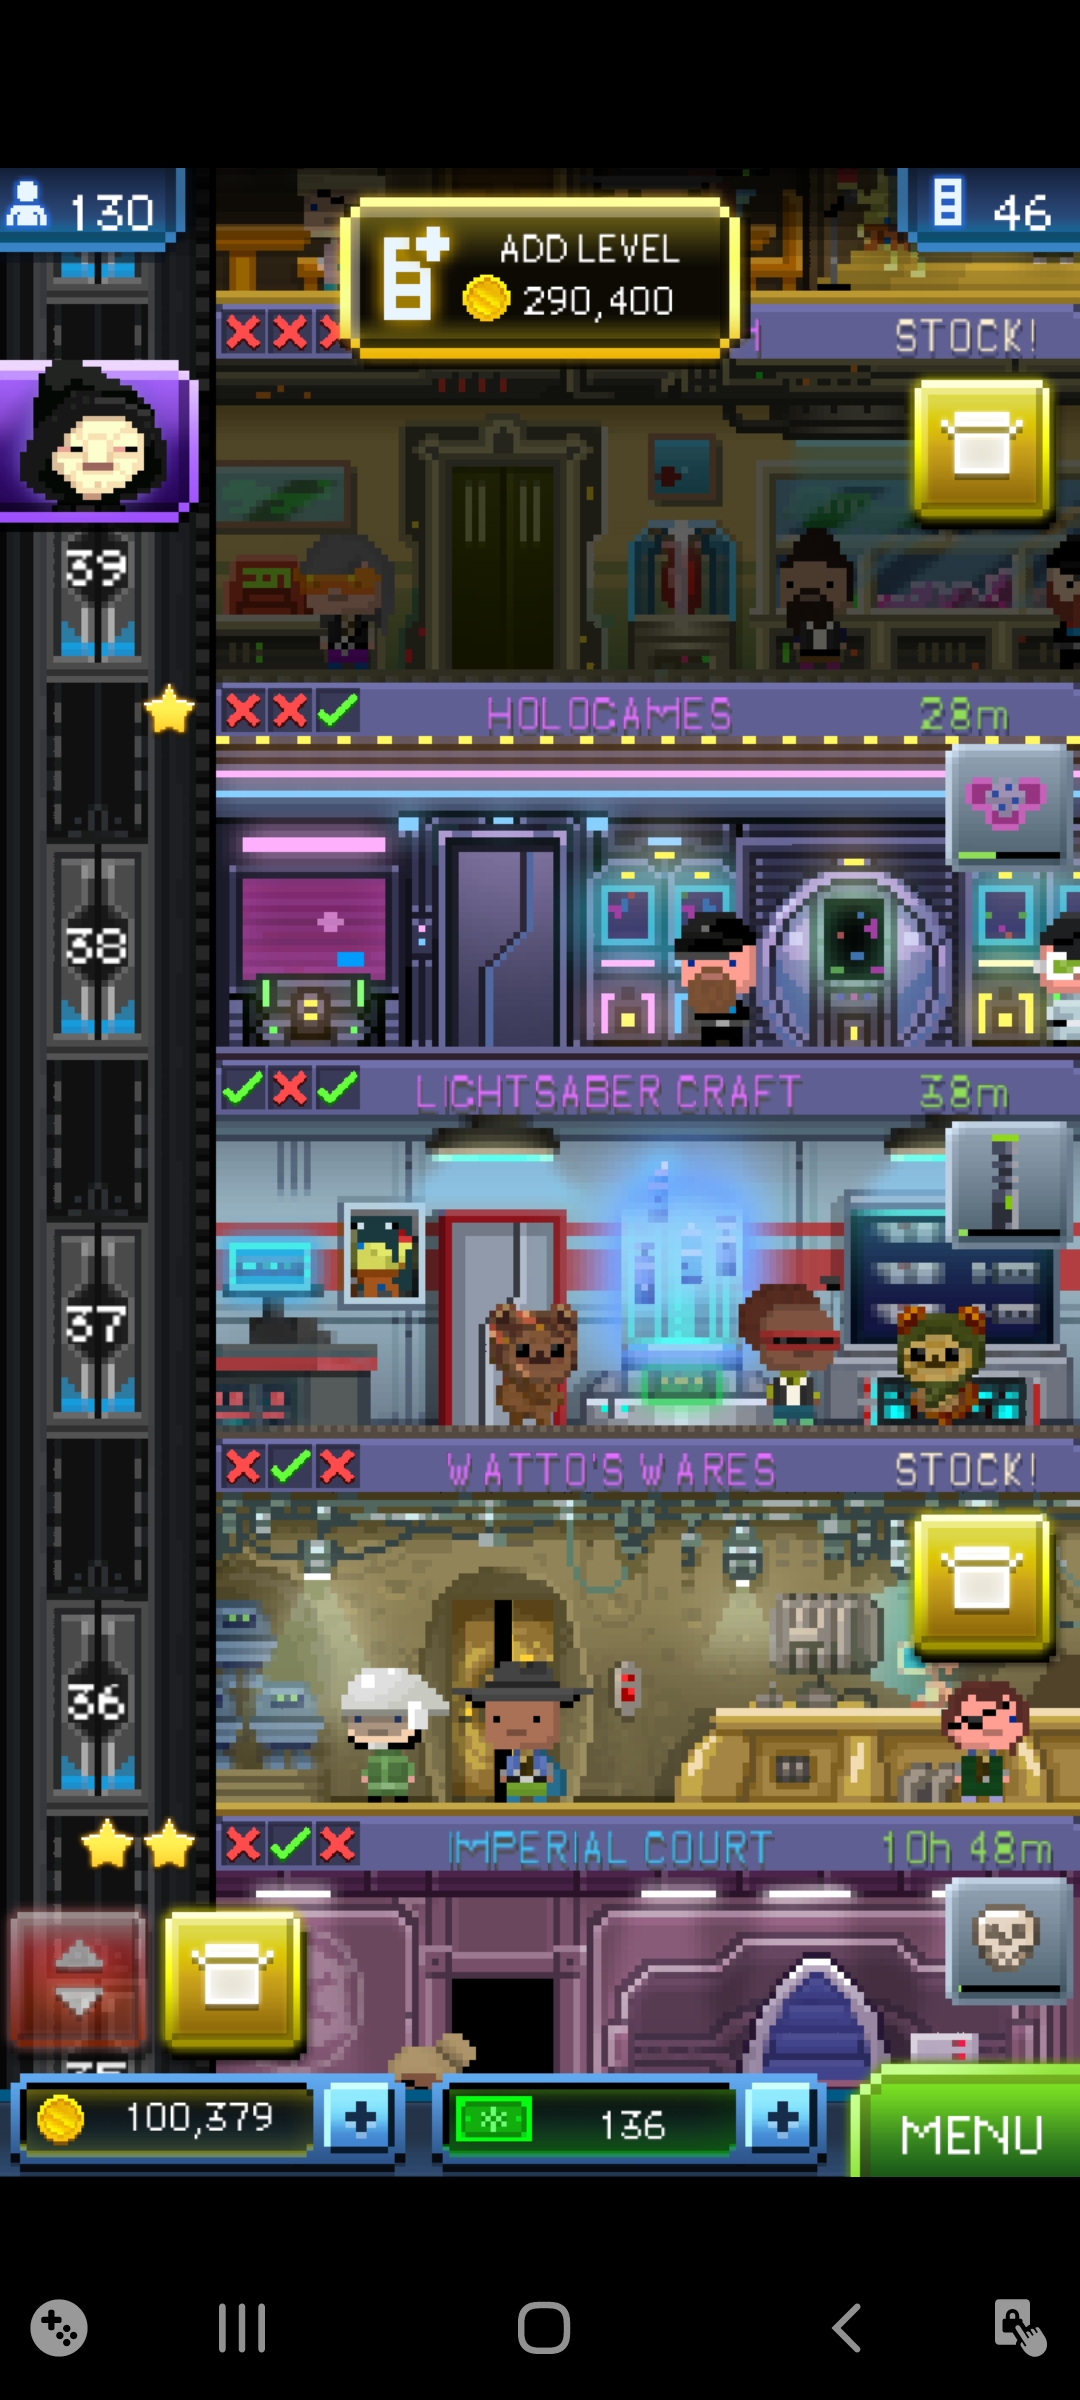 130
ADD LEVEL
290,400
46
STOCK!
39
HOLOGAMES 28m
38
LIGHTSABER CRAFT 38m
37
WATTO'S WARES STOCK!
36
IMPERIAL COURT 10h 48m
35
100,379
136
MENU